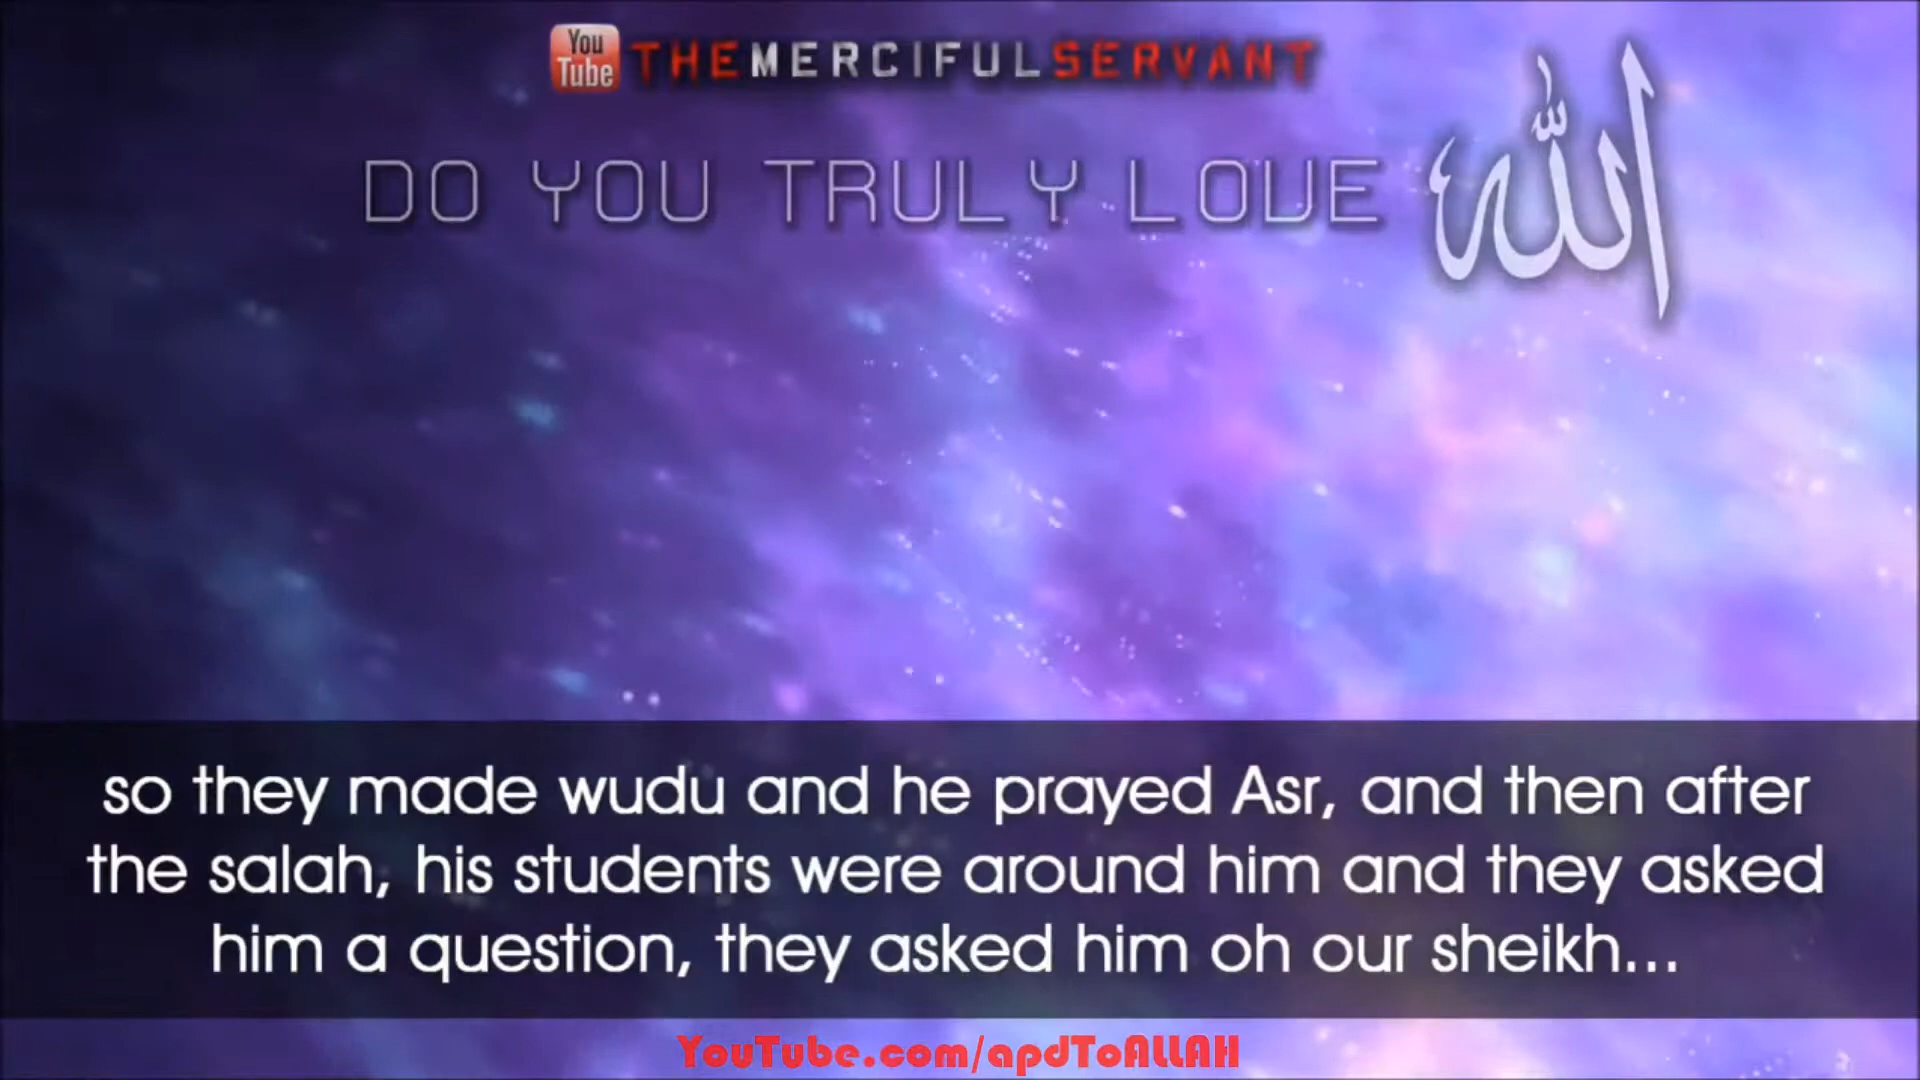 You Tube THEMERCIFULSERVANT
DO YOU TRULY LOVE الله
so they made wudu and he prayed Asr, and then after
the salah, his students were around him and they asked
him a question, they asked him oh our sheikh...
YouTube.com/apdToALLAH